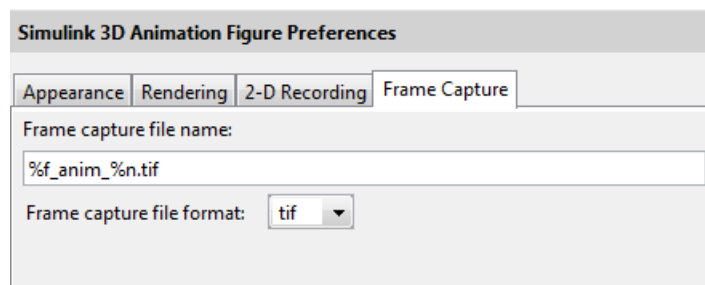 Simulink 3D Animation Figure Preferences
Appearance Rendering 2-D Recording Frame Capture
Frame capture file name:
%f_anim_%n.tif
Frame capture file format: tif